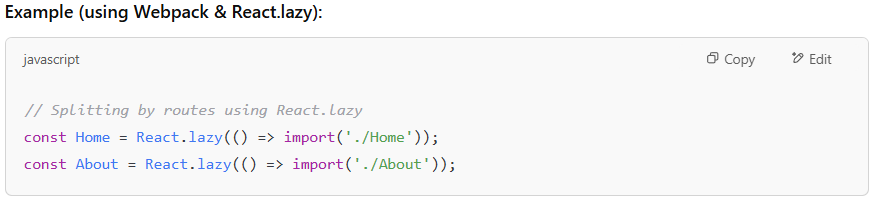 Example (using Webpack & React.lazy):
javascript
Copy
Edit
// Splitting by routes using React.lazy
const Home = React.lazy(() => import('./Home'));
const About = React.lazy(() => import('./About'));